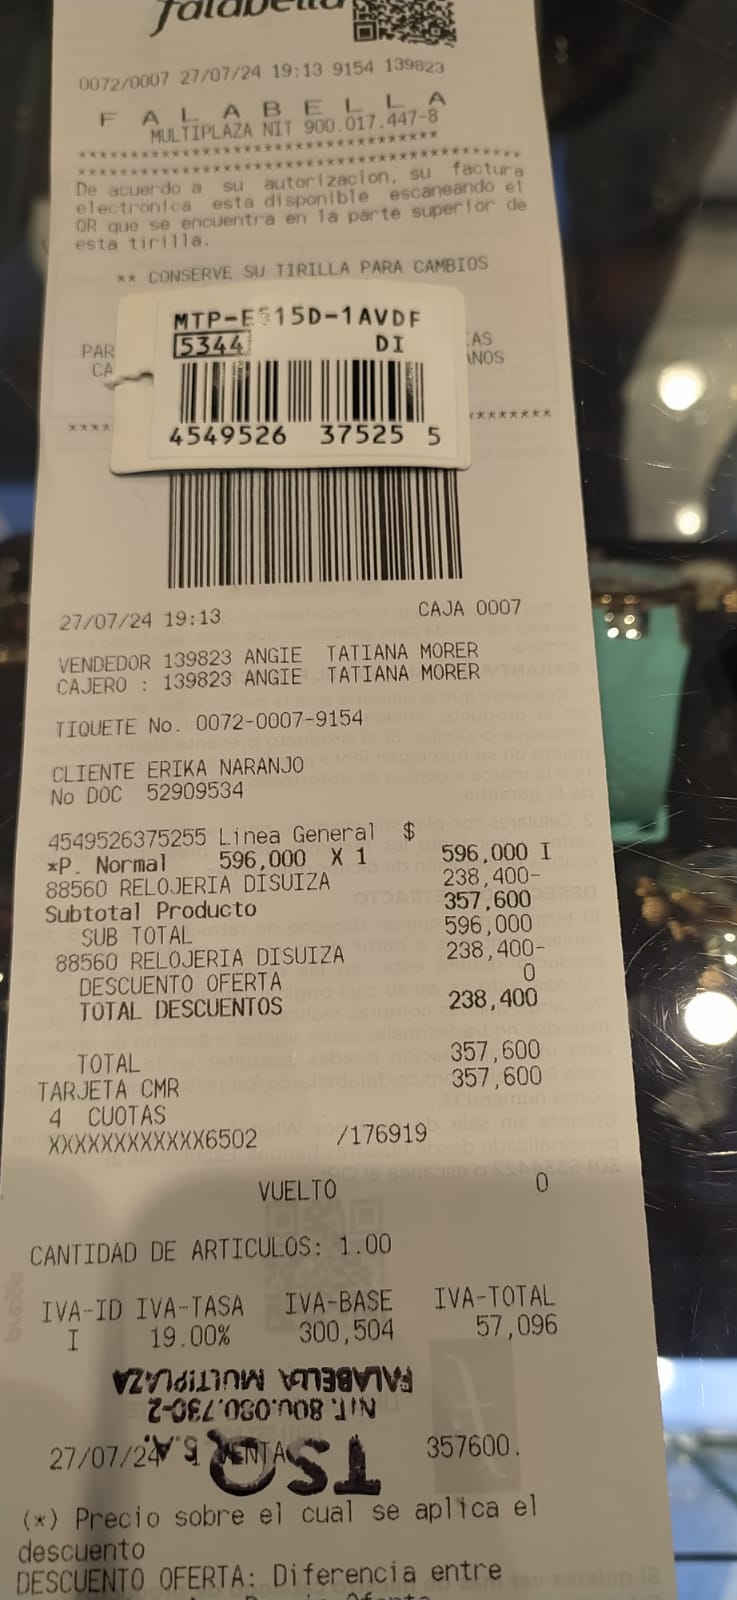 falabella
0072/0007 27/07/24 19:13 9154 139823
F A L A B E L L A
MULTIPLAZA NIT 900.017.447-8
**********************************
******************************************
De acuerdo a su autorizacion, su factura
electronica esta disponible escaneando el
QR que se encuentra en la parte superior de
esta tirilla.
** CONSERVE SU TIRILLA PARA CAMBIOS
MTP-E515D-1AVDF
5344 DI
4549526 37525 5
27/07/24 19:13 CAJA 0007
VENDEDOR 139823 ANGIE TATIANA MORER
CAJERO : 139823 ANGIE TATIANA MORER
TIQUETE No. 0072-0007-9154
CLIENTE ERIKA NARANJO
No DOC 52909534
4549526375255 Linea General $
*P. Normal 596,000 X 1 596,000 I
88560 RELOJERIA DISUIZA 238,400-
Subtotal Producto 357,600
SUB TOTAL 596,000
88560 RELOJERIA DISUIZA 238,400-
DESCUENTO OFERTA 0
TOTAL DESCUENTOS 238,400
TOTAL 357,600
TARJETA CMR 357,600
4 CUOTAS
XXXXXXXXXXXX6502 /176919
VUELTO 0
CANTIDAD DE ARTICULOS: 1.00
IVA-ID IVA-TASA IVA-BASE IVA-TOTAL
I 19.00% 300,504 57,096
FALABELLA MULTIPLAZA
27/07/24 357600.
(*) Precio sobre el cual se aplica el
descuento
DESCUENTO OFERTA: Diferencia entre